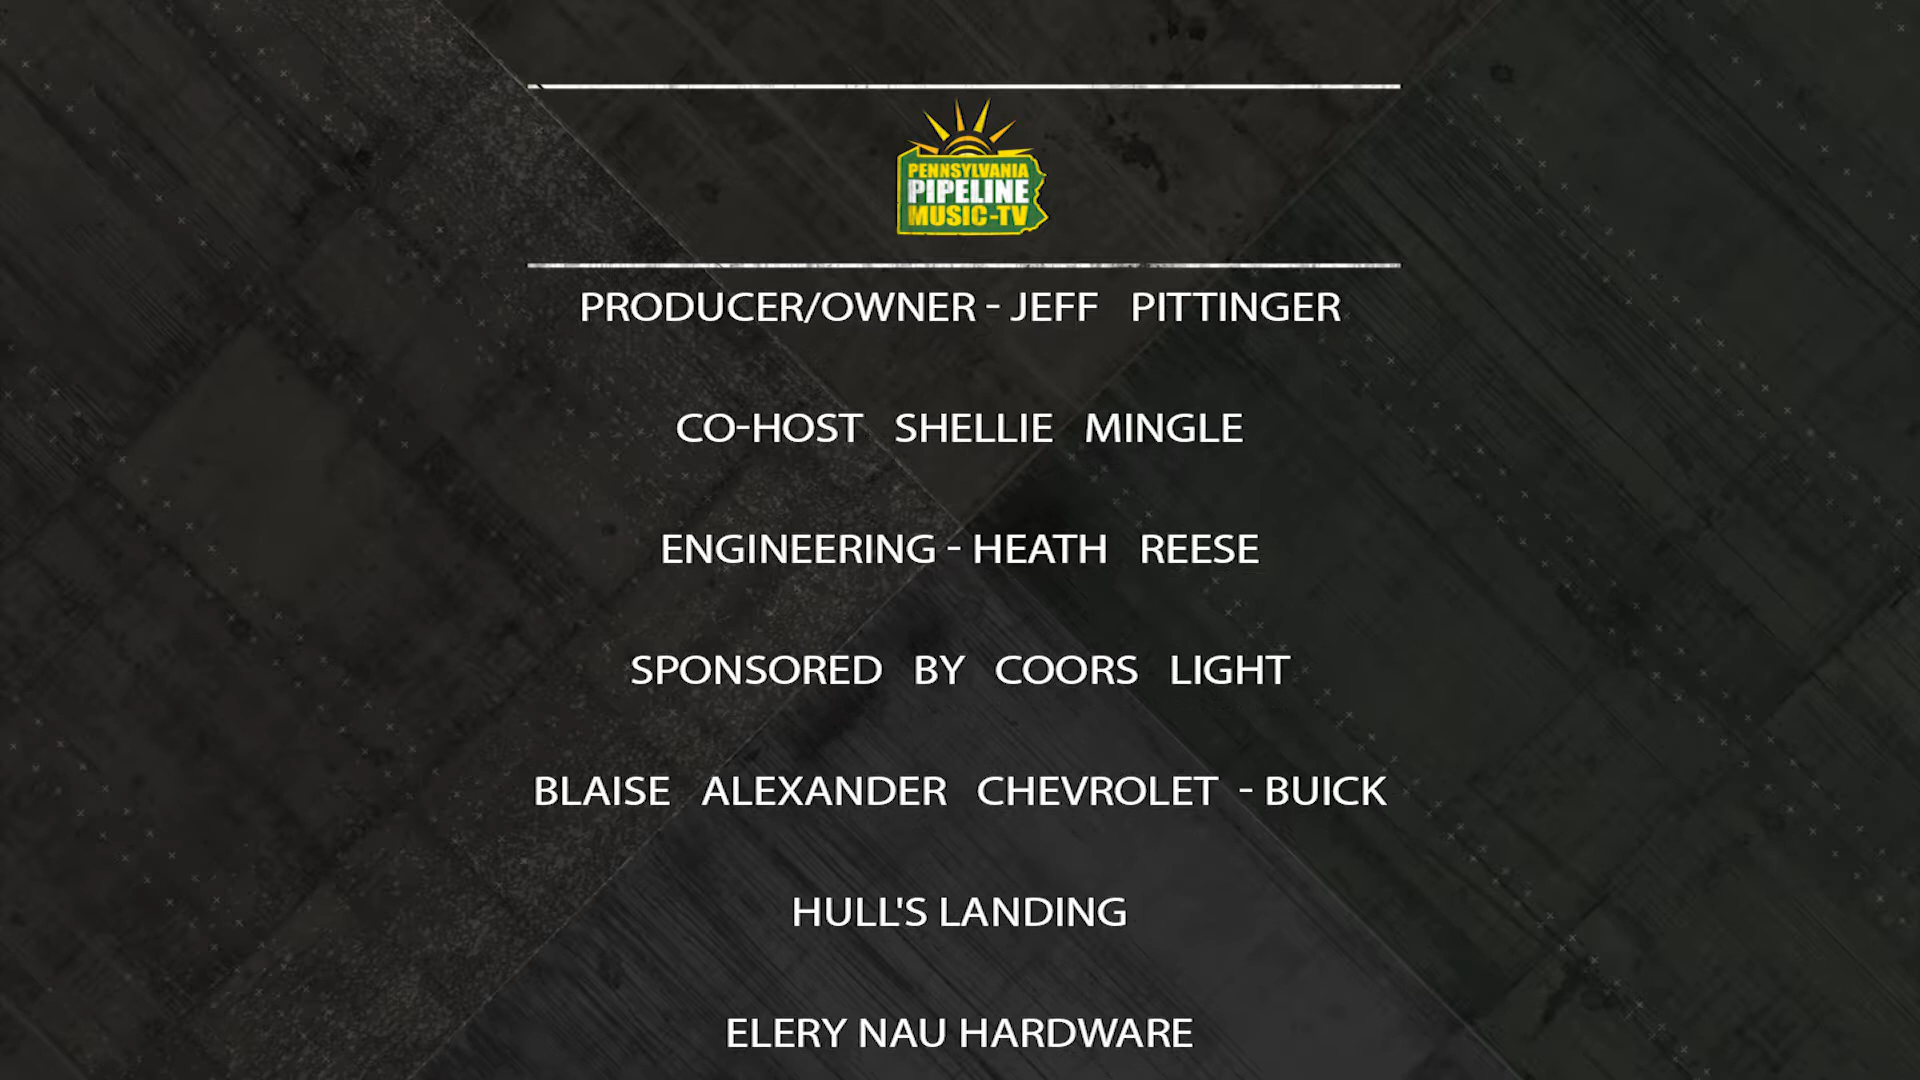 PENNSYLVANIA
PIPELINE
MUSIC-TV
PRODUCER/OWNER - JEFF PITTINGER
CO-HOST SHELLIE MINGLE
ENGINEERING - HEATH REESE
SPONSORED BY COORS LIGHT
BLAISE ALEXANDER CHEVROLET - BUICK
HULL'S LANDING
ELERY NAU HARDWARE